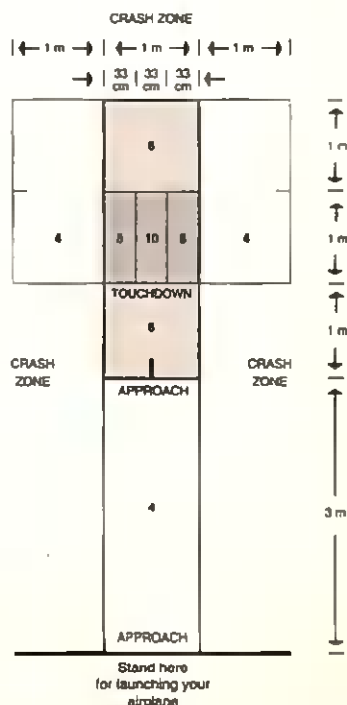 CRASH ZONE
1 m 1 m 1 m
33 cm 33 cm 33 cm
6
1 m
4 8 10 8 4
1 m
TOUCHDOWN
6
1 m
CRASH ZONE CRASH ZONE
APPROACH
4
3 m
APPROACH
Stand here
for launching your
airplane